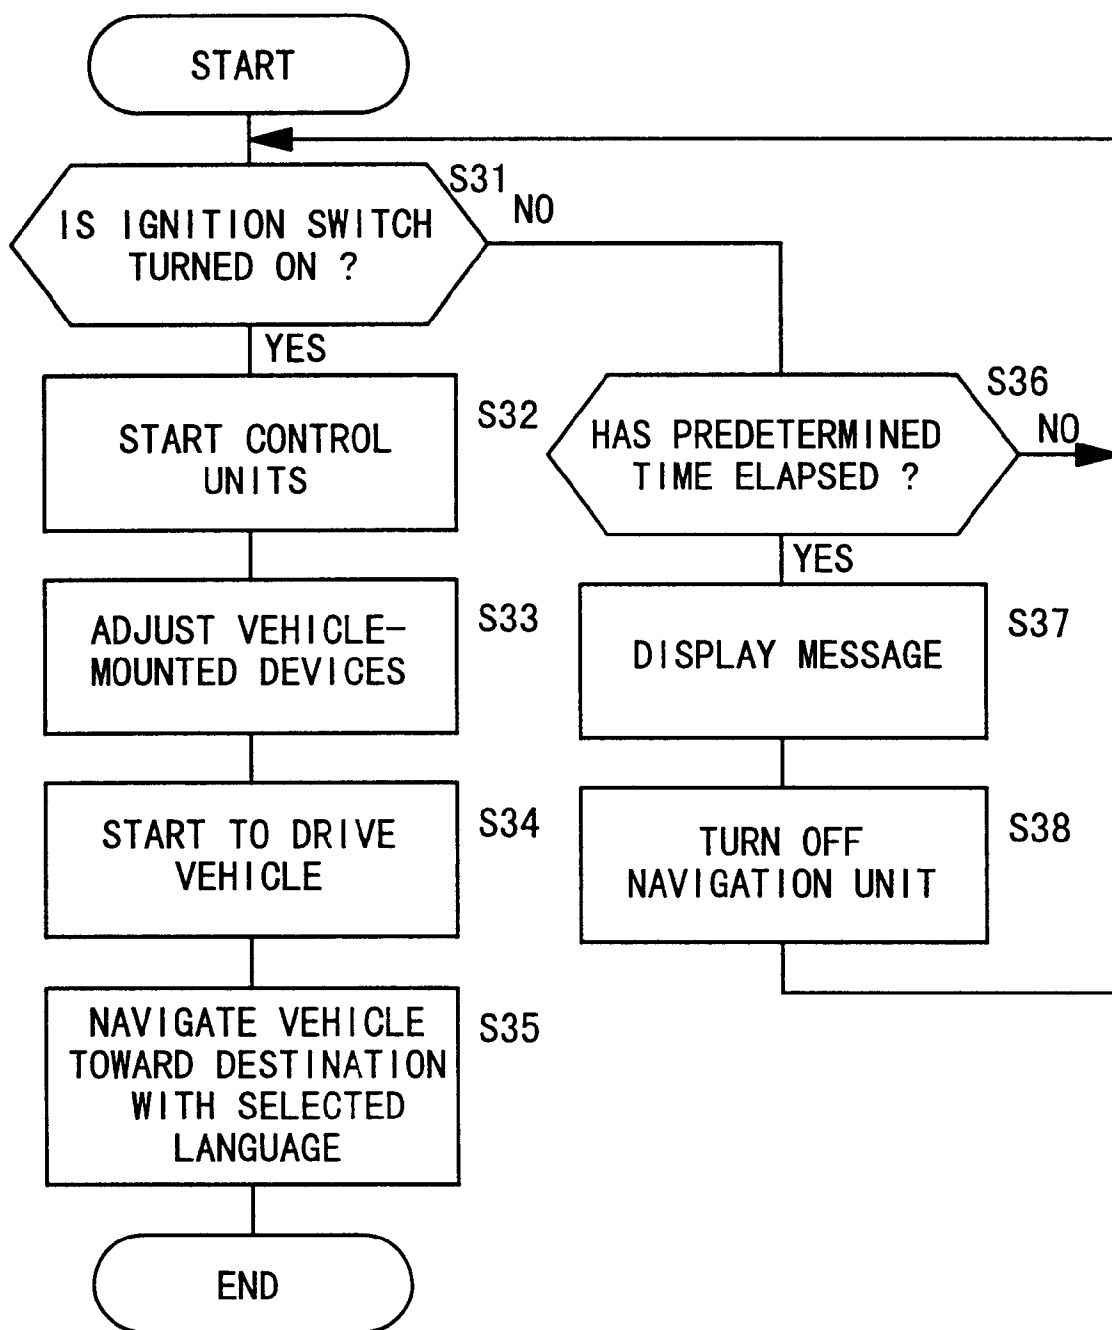 START
IS IGNITION SWITCH
TURNED ON ?
S31
NO
YES
START CONTROL
UNITS
S32
HAS PREDETERMINED
TIME ELAPSED ?
S36
NO
YES
ADJUST VEHICLE-
MOUNTED DEVICES
S33
DISPLAY MESSAGE
S37
START TO DRIVE
VEHICLE
S34
TURN OFF
NAVIGATION UNIT
S38
NAVIGATE VEHICLE
TOWARD DESTINATION
WITH SELECTED
LANGUAGE
S35
END